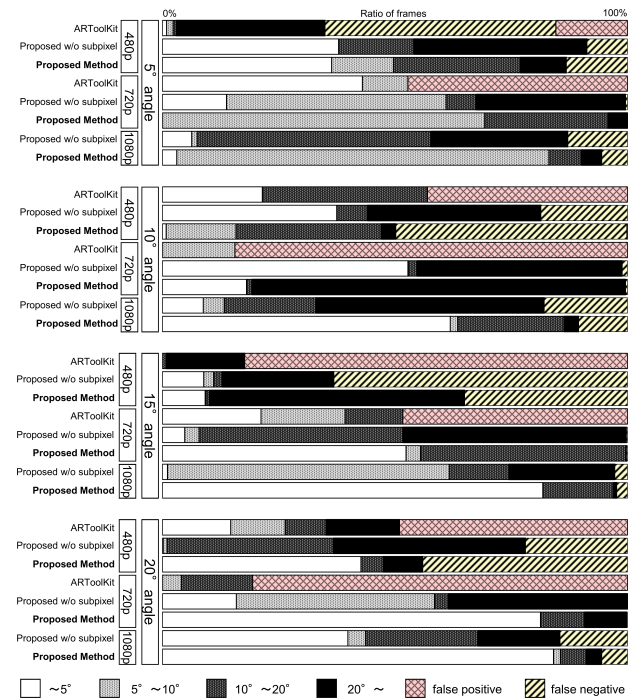 0% Ratio of frames 100%
5° angle
480p
ARToolKit
Proposed w/o subpixel
Proposed Method
720p
ARToolKit
Proposed w/o subpixel
Proposed Method
1080p
Proposed w/o subpixel
Proposed Method
10° angle
480p
ARToolKit
Proposed w/o subpixel
Proposed Method
720p
ARToolKit
Proposed w/o subpixel
Proposed Method
1080p
Proposed w/o subpixel
Proposed Method
15° angle
480p
ARToolKit
Proposed w/o subpixel
Proposed Method
720p
ARToolKit
Proposed w/o subpixel
Proposed Method
1080p
Proposed w/o subpixel
Proposed Method
20° angle
480p
ARToolKit
Proposed w/o subpixel
Proposed Method
720p
ARToolKit
Proposed w/o subpixel
Proposed Method
1080p
Proposed w/o subpixel
Proposed Method
～5° 5° ～10° 10° ～20° 20° ～ false positive false negative